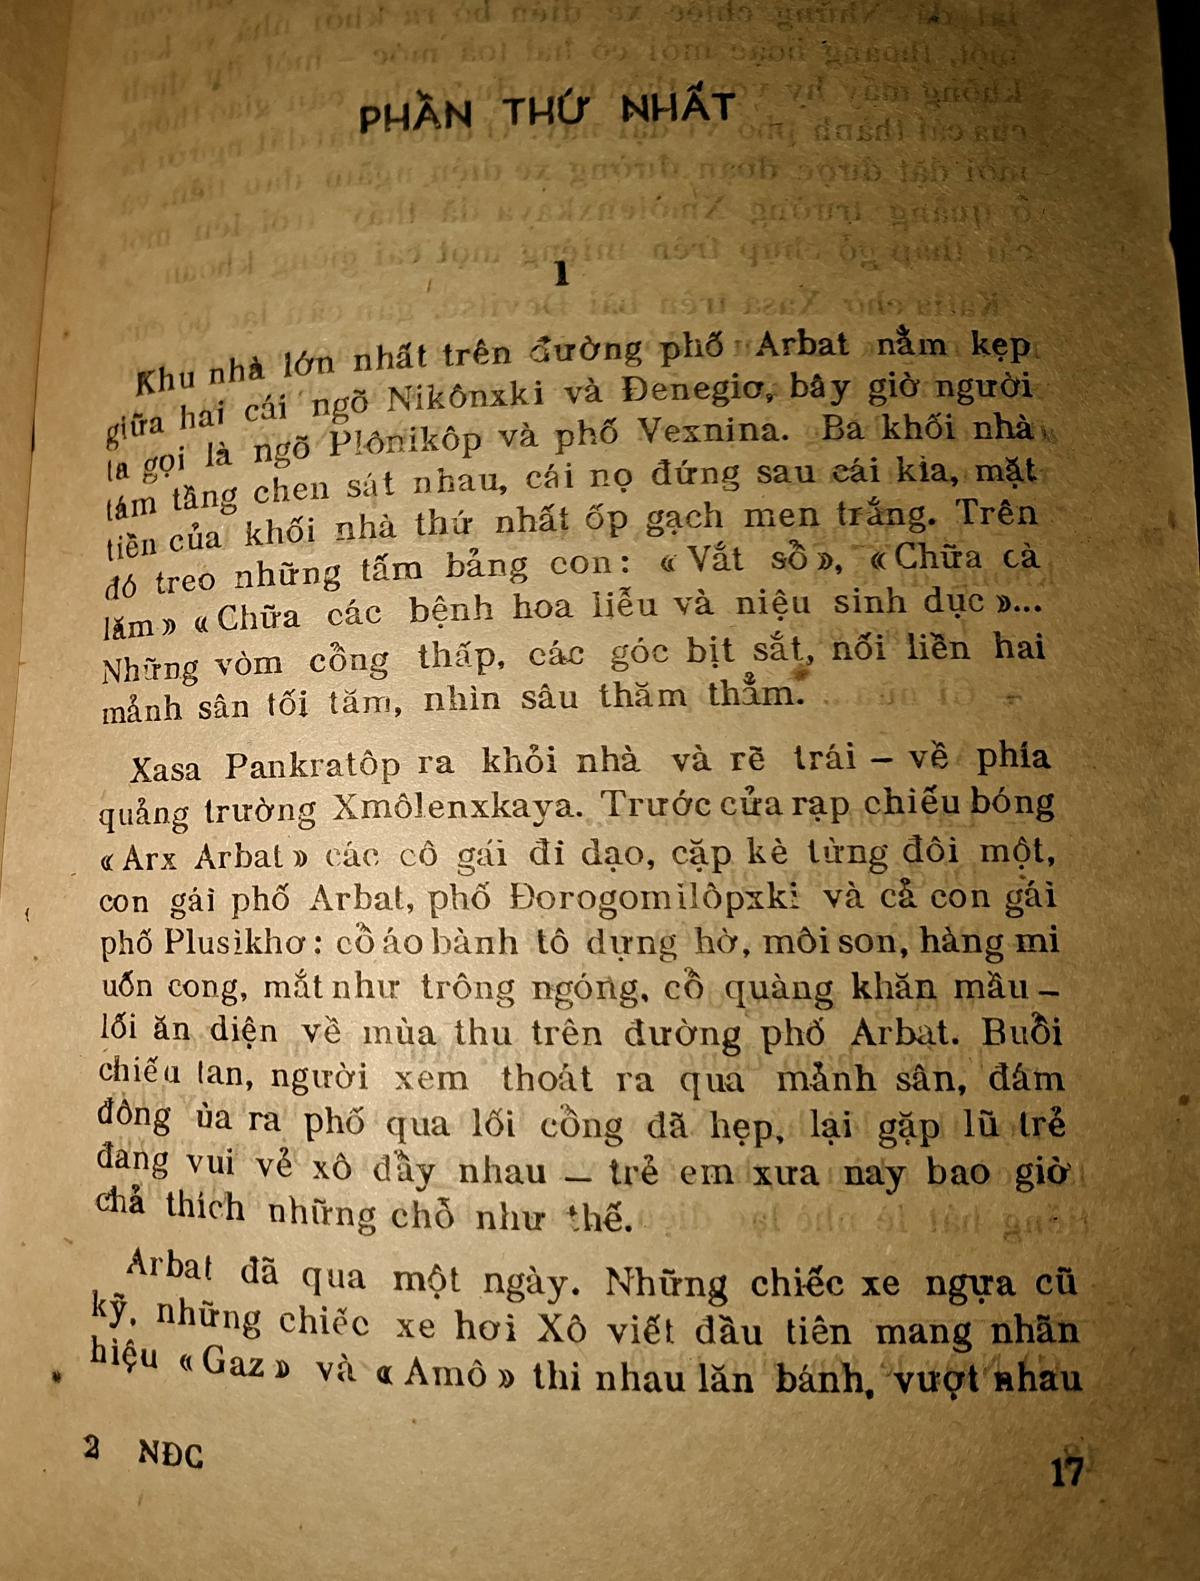 PHẦN THỨ NHẤT
1
Khu nhà lớn nhất trên đường phố Arbat nằm kẹp
giữa hai cái ngõ Nikônxki và Đenegiơ, bây giờ người
ta gọi là ngõ Plônikôp và phố Vexnina. Ba khối nhà
tám tầng chen sát nhau, cái nọ đứng sau cái kia, mặt
tiền của khối nhà thứ nhất ốp gạch men trắng. Trên
đó treo những tấm bảng con: « Vắt sổ », « Chữa cà
lăm » « Chữa các bệnh hoa liễu và niệu sinh dục »...
Những vòm cổng thấp, các góc bịt sắt, nối liền hai
mảnh sân tối tăm, nhìn sâu thăm thẳm.
Xasa Pankratôp ra khỏi nhà và rẽ trái – về phía
quảng trường Xmôlenxkaya. Trước cửa rạp chiếu bóng
« Arx Arbat » các cô gái đi dạo, cặp kè từng đôi một,
con gái phố Arbat, phố Đorogomilôpxki và cả con gái
phố Plusikhơ: cổ áo bành tô dựng hờ, môi son, hàng mi
uốn cong, mắt như trông ngóng, cổ quàng khăn mầu –
lối ăn diện về mùa thu trên đường phố Arbat. Buổi
chiếu tan, người xem thoát ra qua mảnh sân, đám
đông ùa ra phố qua lối cổng đã hẹp, lại gặp lũ trẻ
đang vui vẻ xô đẩy nhau – trẻ em xưa nay bao giờ
chả thích những chỗ như thế.
Arbat đã qua một ngày. Những chiếc xe ngựa cũ
kỹ, những chiếc xe hơi Xô viết đầu tiên mang nhãn
hiệu « Gaz » và « Amô » thi nhau lăn bánh, vượt nhau
2 NĐC
17